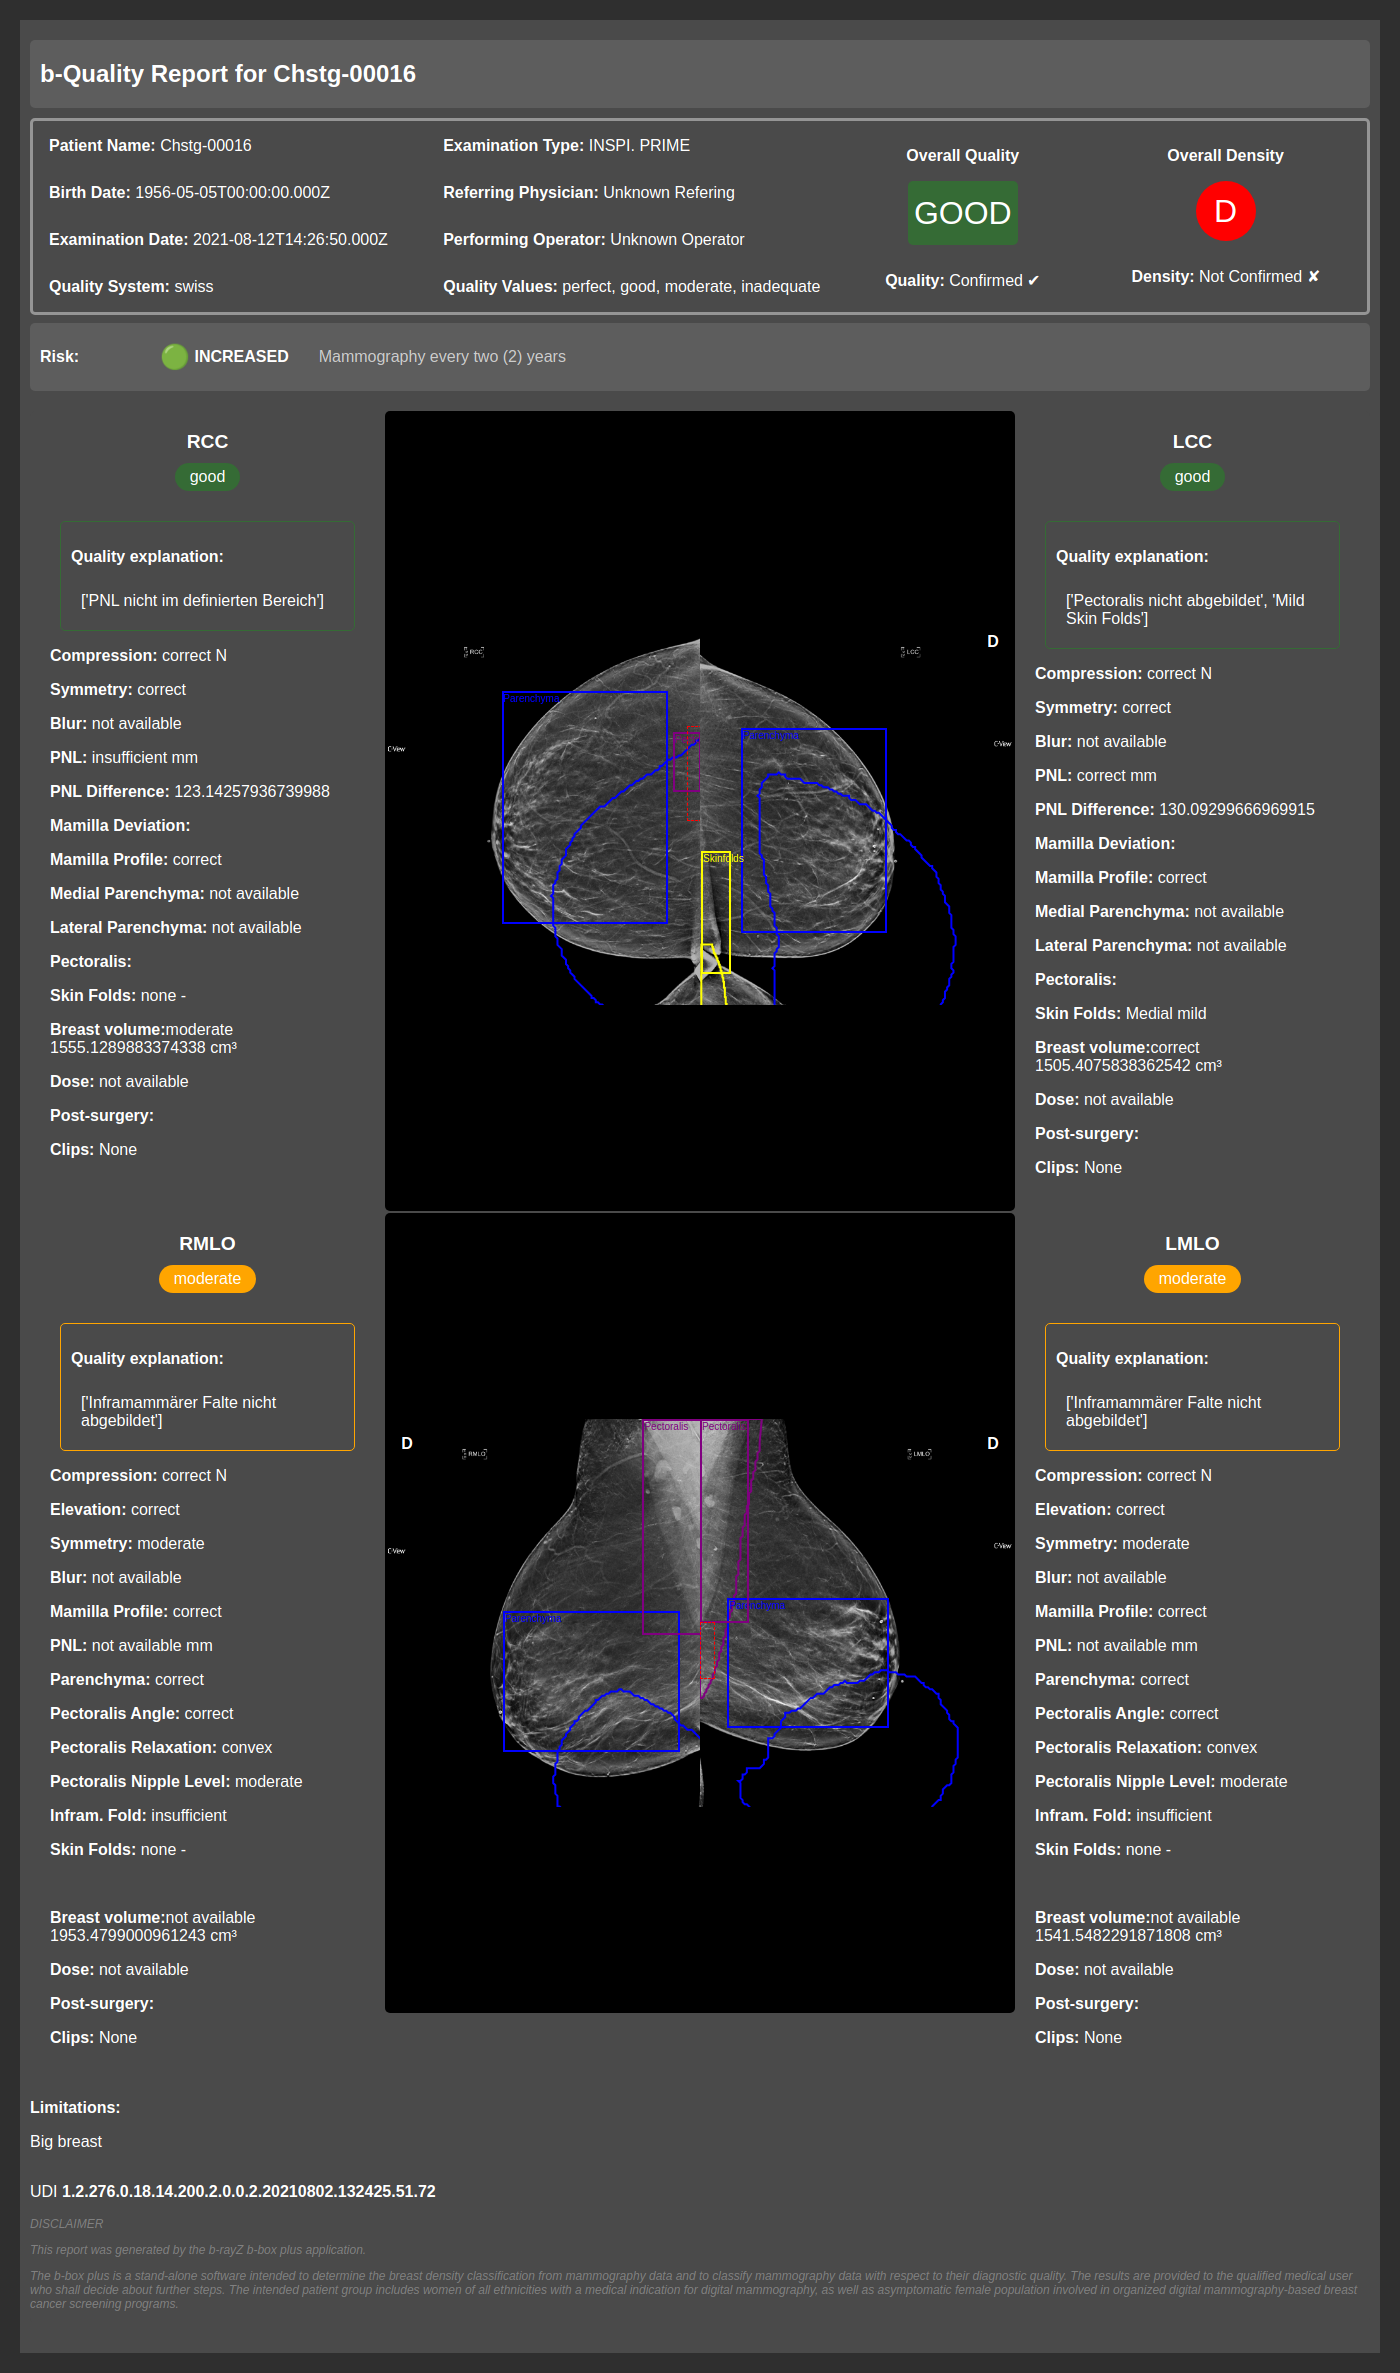 b-Quality Report for Chstg-00016
Patient Name: Chstg-00016
Examination Type: INSPI. PRIME
Overall Quality
Overall Density
Birth Date: 1956-05-05T00:00:00.000Z
Referring Physician: Unknown Refering
GOOD
D
Examination Date: 2021-08-12T14:26:50.000Z
Performing Operator: Unknown Operator
Quality System: swiss
Quality Values: perfect, good, moderate, inadequate
Quality: Confirmed ✔
Density: Not Confirmed ✘
Risk:
INCREASED
Mammography every two (2) years
RCC
good
Quality explanation:
['PNL nicht im definierten Bereich']
Compression: correct N
Symmetry: correct
Blur: not available
PNL: insufficient mm
PNL Difference: 123.14257936739988
Mamilla Deviation:
Mamilla Profile: correct
Medial Parenchyma: not available
Lateral Parenchyma: not available
Pectoralis:
Skin Folds: none -
Breast volume:moderate
1555.1289883374338 cm³
Dose: not available
Post-surgery:
Clips: None
RCC
LCC
D
C-View
C-View
Parenchyma
Parenchyma
Skinfolds
LCC
good
Quality explanation:
['Pectoralis nicht abgebildet', 'Mild
Skin Folds']
Compression: correct N
Symmetry: correct
Blur: not available
PNL: correct mm
PNL Difference: 130.09299666969915
Mamilla Deviation:
Mamilla Profile: correct
Medial Parenchyma: not available
Lateral Parenchyma: not available
Pectoralis:
Skin Folds: Medial mild
Breast volume:correct
1505.4075838362542 cm³
Dose: not available
Post-surgery:
Clips: None
RMLO
moderate
Quality explanation:
['Inframammärer Falte nicht
abgebildet']
Compression: correct N
Elevation: correct
Symmetry: moderate
Blur: not available
Mamilla Profile: correct
PNL: not available mm
Parenchyma: correct
Pectoralis Angle: correct
Pectoralis Relaxation: convex
Pectoralis Nipple Level: moderate
Infram. Fold: insufficient
Skin Folds: none -
Breast volume:not available
1953.4799000961243 cm³
Dose: not available
Post-surgery:
Clips: None
D
RMLO
LMLO
D
C-View
C-View
Pectoralis
Pectoralis
Parenchyma
Parenchyma
LMLO
moderate
Quality explanation:
['Inframammärer Falte nicht
abgebildet']
Compression: correct N
Elevation: correct
Symmetry: moderate
Blur: not available
Mamilla Profile: correct
PNL: not available mm
Parenchyma: correct
Pectoralis Angle: correct
Pectoralis Relaxation: convex
Pectoralis Nipple Level: moderate
Infram. Fold: insufficient
Skin Folds: none -
Breast volume:not available
1541.5482291871808 cm³
Dose: not available
Post-surgery:
Clips: None
Limitations:
Big breast
UDI 1.2.276.0.18.14.200.2.0.0.2.20210802.132425.51.72
DISCLAIMER
This report was generated by the b-rayZ b-box plus application.
The b-box plus is a stand-alone software intended to determine the breast density classification from mammography data and to classify mammography data with respect to their diagnostic quality. The results are provided to the qualified medical user
who shall decide about further steps. The intended patient group includes women of all ethnicities with a medical indication for digital mammography, as well as asymptomatic female population involved in organized digital mammography-based breast
cancer screening programs.